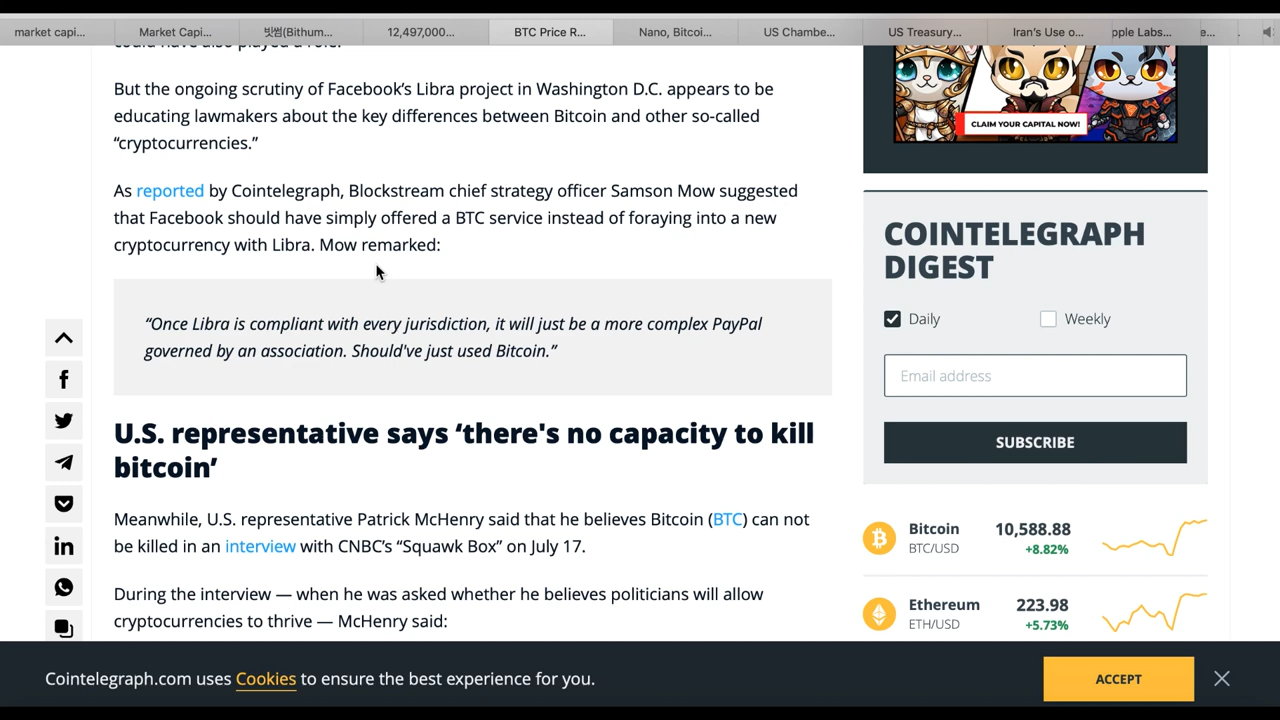 market capi...
Market Capi...
빗썸(Bithum...
12,497,000...
BTC Price R...
Nano, Bitcoi...
US Chambe...
US Treasury...
Iran's Use o...
pple Labs...
e...
could have also played a role.
But the ongoing scrutiny of Facebook's Libra project in Washington D.C. appears to be
educating lawmakers about the key differences between Bitcoin and other so-called
“cryptocurrencies.”
As reported by Cointelegraph, Blockstream chief strategy officer Samson Mow suggested
that Facebook should have simply offered a BTC service instead of foraying into a new
cryptocurrency with Libra. Mow remarked:
“Once Libra is compliant with every jurisdiction, it will just be a more complex PayPal
governed by an association. Should've just used Bitcoin.”
U.S. representative says ‘there's no capacity to kill
bitcoin’
Meanwhile, U.S. representative Patrick McHenry said that he believes Bitcoin (BTC) can not
be killed in an interview with CNBC's “Squawk Box” on July 17.
During the interview — when he was asked whether he believes politicians will allow
cryptocurrencies to thrive — McHenry said:
CLAIM YOUR CAPITAL NOW!
COINTELEGRAPH
DIGEST
Daily
Weekly
Email address
SUBSCRIBE
Bitcoin 10,588.88
BTC/USD +8.82%
Ethereum 223.98
ETH/USD +5.73%
Cointelegraph.com uses Cookies to ensure the best experience for you.
ACCEPT